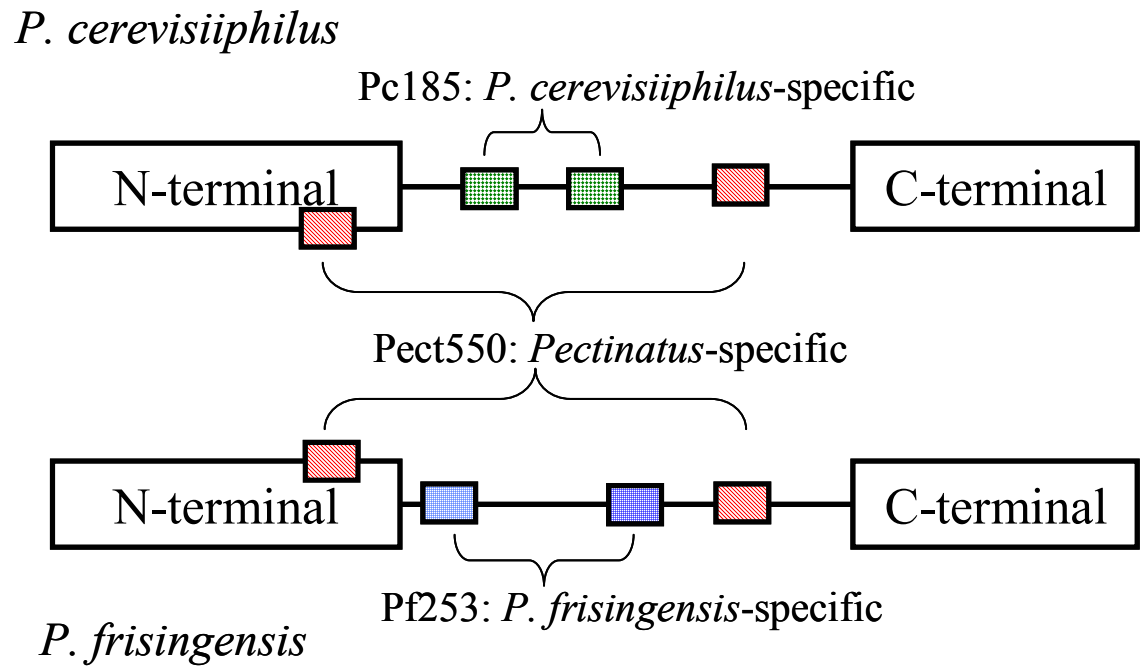 P. cerevisiiphilus
Pc185: P. cerevisiiphilus-specific
N-terminal
C-terminal
Pect550: Pectinatus-specific
N-terminal
C-terminal
Pf253: P. frisingensis-specific
P. frisingensis